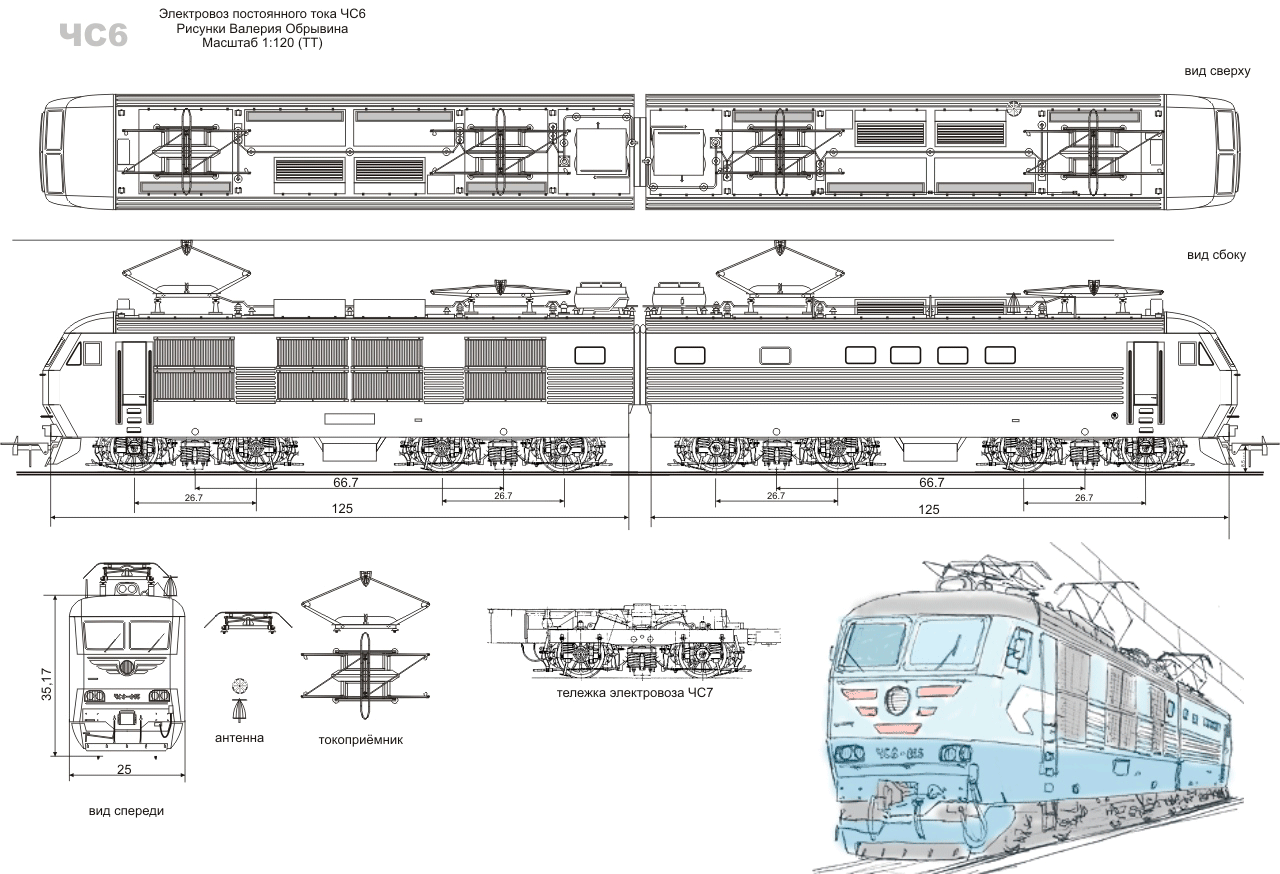 ЧС6
Электровоз постоянного тока ЧС6
Рисунки Валерия Обрывина
Масштаб 1:120 (ТТ)
вид сверху
вид сбоку
66.7
26.7
26.7
125
66.7
26.7
26.7
125
35,17
25
вид спереди
антенна
токоприёмник
тележка электровоза ЧС7